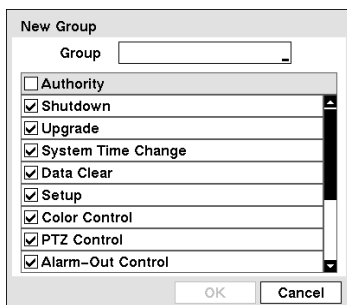 New Group
Group
Authority
Shutdown
Upgrade
System Time Change
Data Clear
Setup
Color Control
PTZ Control
Alarm-Out Control
OK Cancel